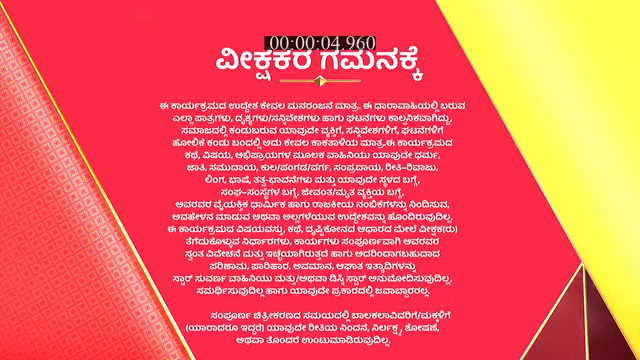 00:00:04.960
ವೀಕ್ಷಕರ ಗಮನಕ್ಕೆ
ಈ ಕಾರ್ಯಕ್ರಮದ ಉದ್ದೇಶ ಕೇವಲ ಮನರಂಜನೆ ಮಾತ್ರ. ಈ ಧಾರಾವಾಹಿಯಲ್ಲಿ ಬರುವ
ಎಲ್ಲಾ ಪಾತ್ರಗಳು, ದೃಶ್ಯಗಳು/ಸನ್ನಿವೇಶಗಳು ಹಾಗು ಘಟನೆಗಳು ಕಾಲ್ಪನಿಕವಾಗಿದ್ದು,
ಸಮಾಜದಲ್ಲಿ ಕಂಡುಬರುವ ಯಾವುದೇ ವ್ಯಕ್ತಿಗೆ, ಸನ್ನಿವೇಶಗಳಿಗೆ, ಘಟನೆಗಳಿಗೆ
ಹೋಲಿಕೆ ಕಂಡು ಬಂದಲ್ಲಿ ಅದು ಕೇವಲ ಕಾಕತಾಳಿಯ ಮಾತ್ರ.ಈ ಕಾರ್ಯಕ್ರಮದ
ಕಥೆ, ವಿಷಯ, ಅಭಿಪ್ರಾಯಗಳ ಮೂಲಕ ವಾಹಿನಿಯು ಯಾವುದೇ ಧರ್ಮ,
ಜಾತಿ, ಸಮುದಾಯ, ಕುಲ/ಪಂಗಡ/ವರ್ಗ, ಸಂಪ್ರದಾಯ, ರೀತಿ-ರಿವಾಜು,
ಲಿಂಗ, ಭಾಷೆ, ತತ್ವ-ಭಾವನೆಗಳು ಮತ್ತು ಯಾವುದೇ ಸ್ಥಳದ ಬಗ್ಗೆ,
ಸಂಘ-ಸಂಸ್ಥೆಗಳ ಬಗ್ಗೆ, ಜೀವಂತ/ಮೃತ ವ್ಯಕ್ತಿಯ ಬಗ್ಗೆ,
ಅವರವರ ವೈಯಕ್ತಿಕ ಧಾರ್ಮಿಕ ಹಾಗು ರಾಜಕೀಯ ನಂಬಿಕೆಗಳನ್ನು ನಿಂದಿಸುವ,
ಅವಹೇಳನ ಮಾಡುವ ಅಥವಾ ಅಲ್ಲಗಳೆಯುವ ಉದ್ದೇಶವನ್ನು ಹೊಂದಿರುವುದಿಲ್ಲ.
ಈ ಕಾರ್ಯಕ್ರಮದ ವಿಷಯವಸ್ತು, ಕಥೆ, ದೃಷ್ಟಿಕೋನದ ಆಧಾರದ ಮೇಲೆ ವೀಕ್ಷಕ(ರು)
ತೆಗೆದುಕೊಳ್ಳುವ ನಿರ್ಧಾರಗಳು, ಕಾರ್ಯಗಳು ಸಂಪೂರ್ಣವಾಗಿ ಅವರವರ
ಸ್ವಂತ ವಿವೇಚನೆ ಮತ್ತು ಇಚ್ಛೆಯಾಗಿರುತ್ತದೆ ಹಾಗು ಅದರಿಂದಾಗಬಹುದಾದ
ಪರಿಣಾಮ, ಪಾರಿಹಾರ, ಅವಮಾನ, ಆಘಾತ ಇತ್ಯಾದಿಗಳನ್ನು
ಸ್ಟಾರ್ ಸುವರ್ಣ ವಾಹಿನಿಯು ಮತ್ತು/ಅಥವಾ ಡಿಸ್ನಿ ಸ್ಟಾರ್ ಅನುಮೋದಿಸುವುದಿಲ್ಲ,
ಸಮರ್ಥಿಸುವುದಿಲ್ಲ ಹಾಗು ಯಾವುದೇ ಪ್ರಕಾರದಲ್ಲಿ ಜವಾಬ್ದಾರರಲ್ಲ.
ಸಂಪೂರ್ಣ ಚಿತ್ರೀಕರಣದ ಸಮಯದಲ್ಲಿ ಬಾಲಕಲಾವಿದರಿಗೆ/ಮಕ್ಕಳಿಗೆ
(ಯಾರಾದರೂ ಇದ್ದರೆ) ಯಾವುದೇ ರೀತಿಯ ನಿಂದನೆ, ನಿರ್ಲಕ್ಷ್ಯ, ಶೋಷಣೆ,
ಅಥವಾ ತೊಂದರೆ ಉಂಟುಮಾಡಿರುವುದಿಲ್ಲ.